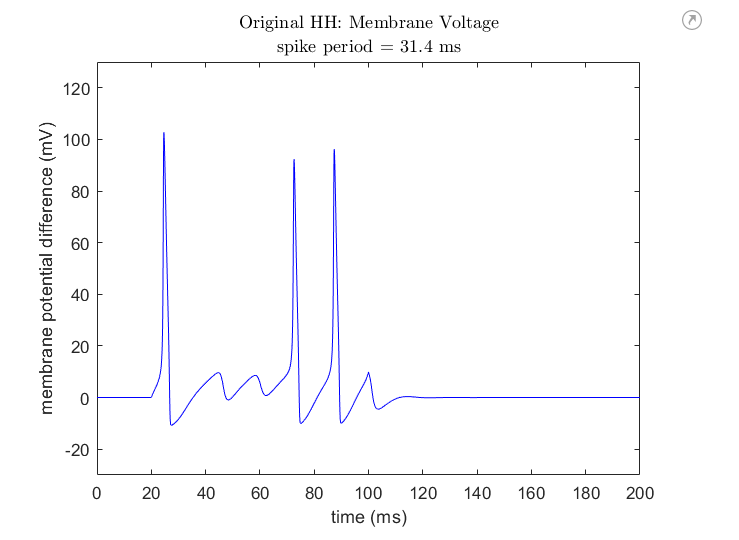 Original HH: Membrane Voltage
spike period = 31.4 ms
membrane potential difference (mV)
120
100
80
60
40
20
0
-20
0 20 40 60 80 100 120 140 160 180 200
time (ms)